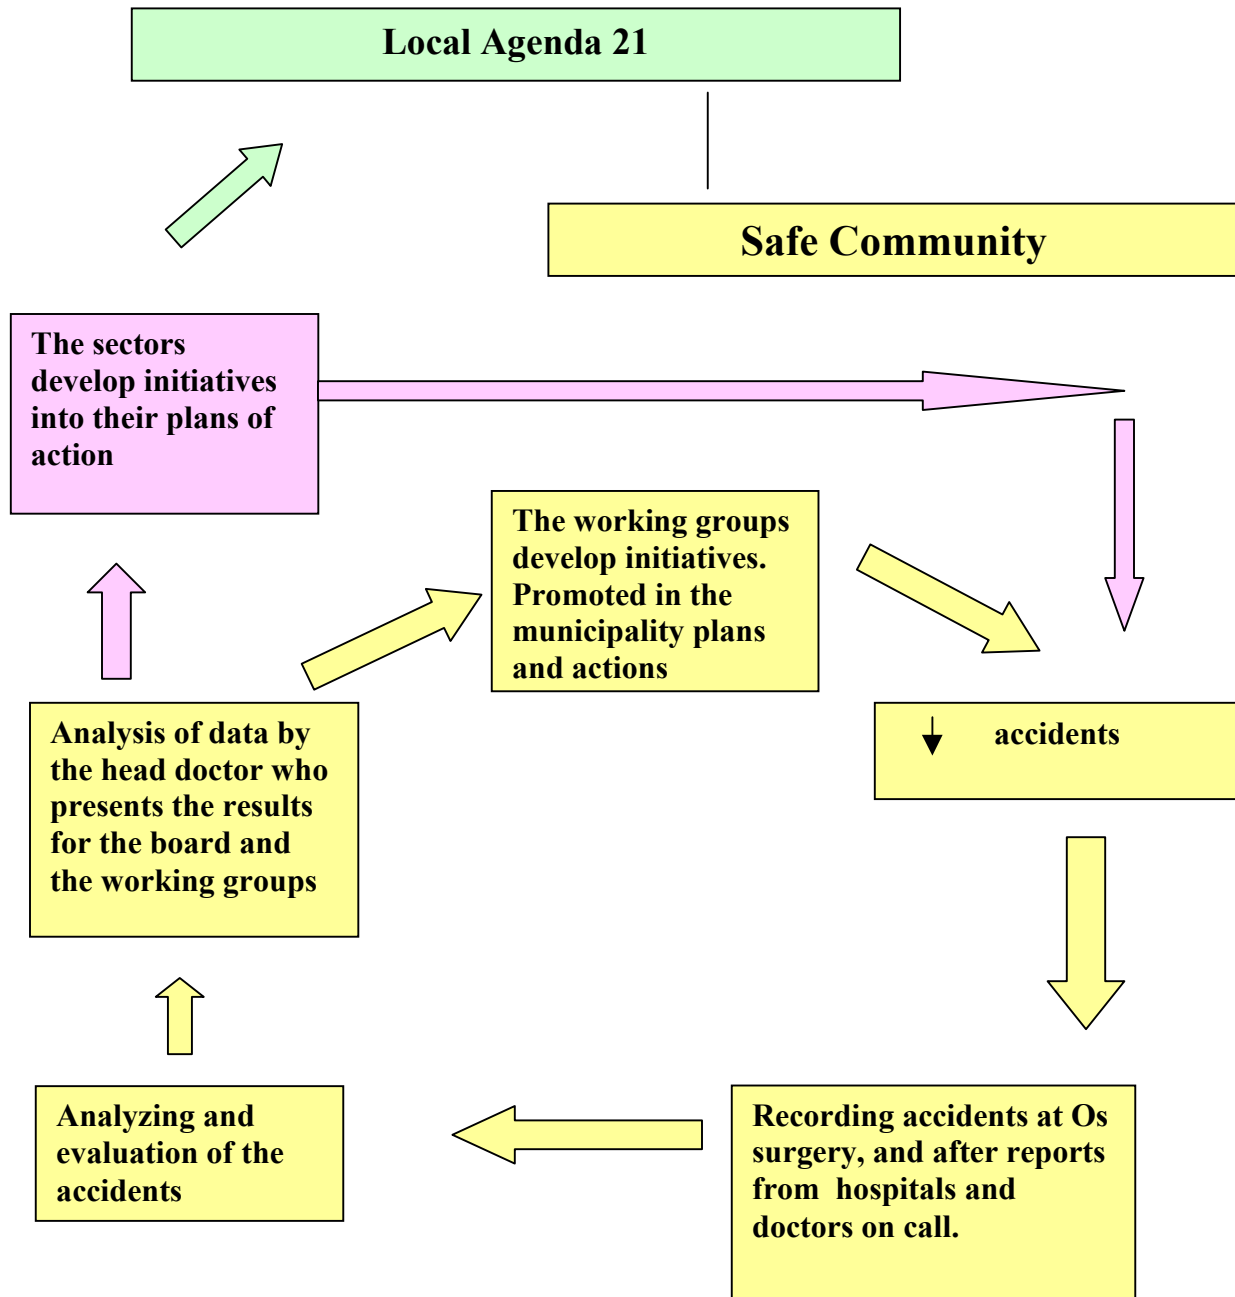 Local Agenda 21
Safe Community
The sectors
develop initiatives
into their plans of
action
The working groups
develop initiatives.
Promoted in the
municipality plans
and actions
Analysis of data by
the head doctor who
presents the results
for the board and
the working groups
accidents
Analyzing and
evaluation of the
accidents
Recording accidents at Os
surgery, and after reports
from hospitals and
doctors on call.